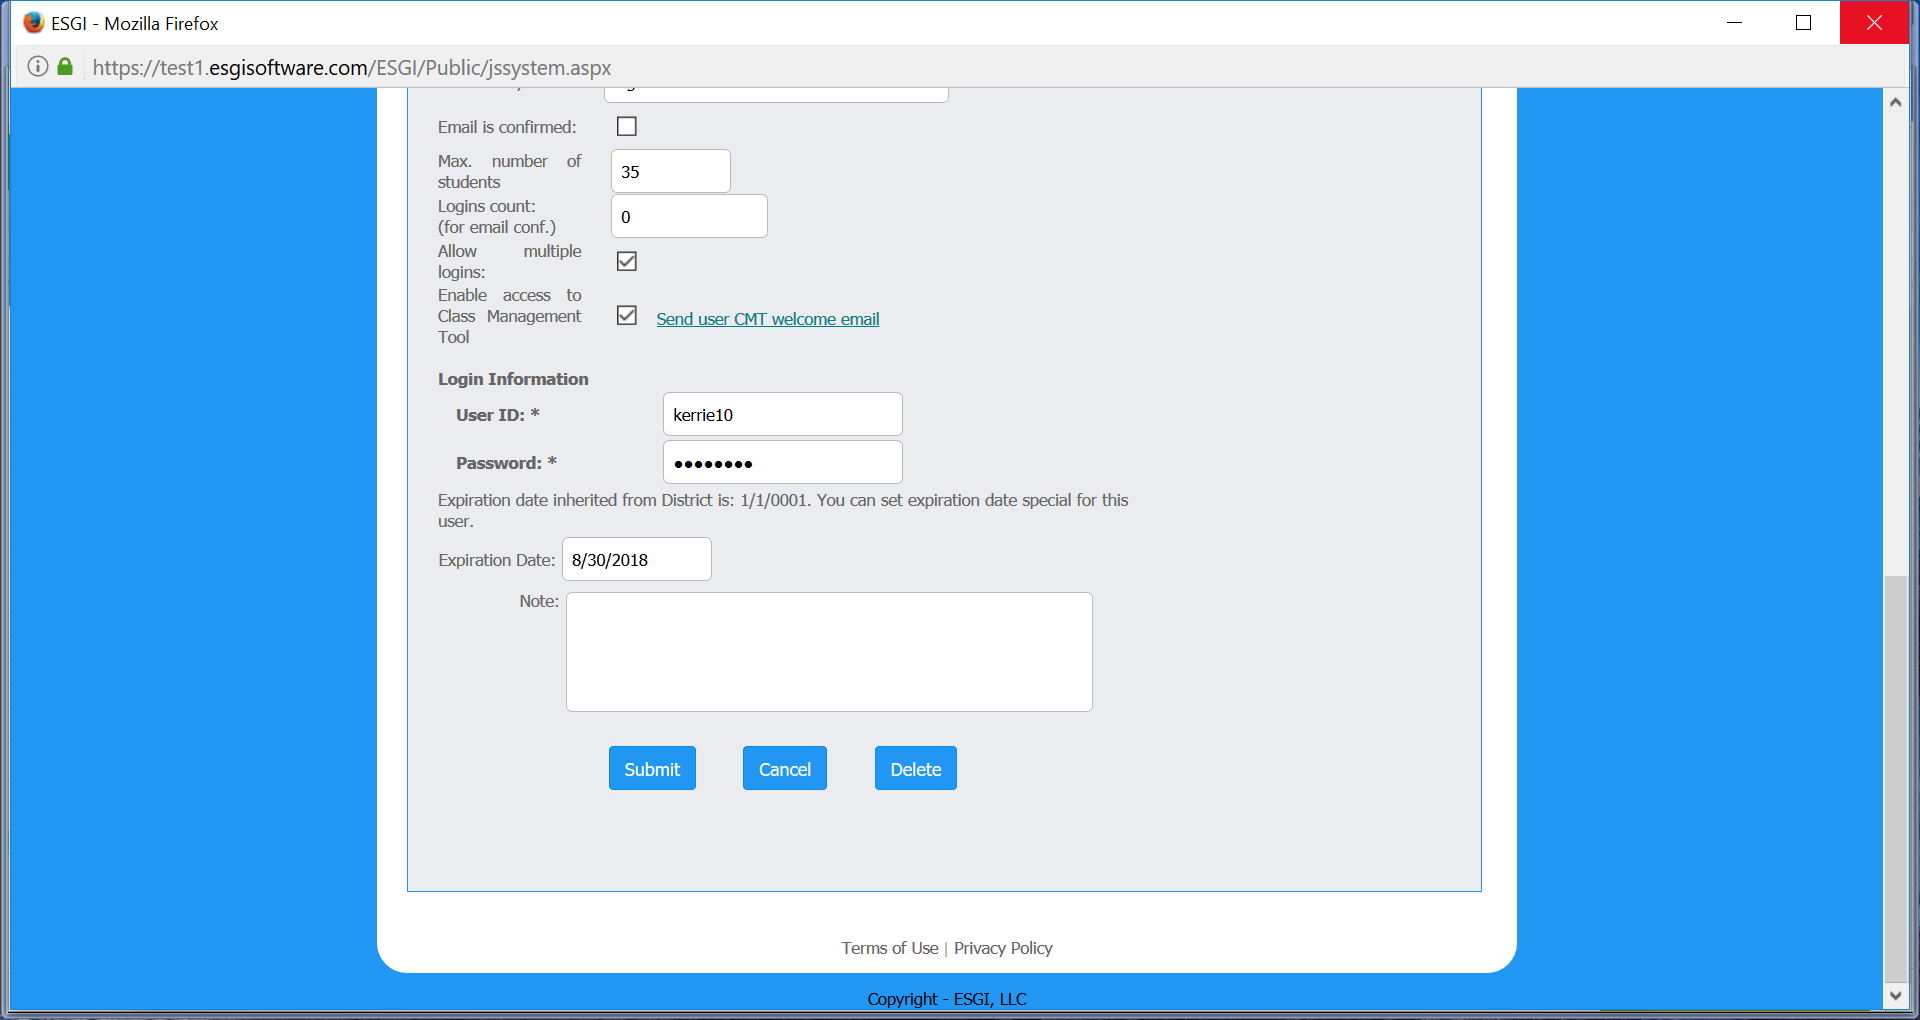 ESGI - Mozilla Firefox
https://test1.esgisoftware.com/ESGI/Public/jssystem.aspx
Email is confirmed:
Max. number of
students
35
Logins count:
(for email conf.)
0
Allow multiple
logins:
Enable access to
Class Management
Tool
Send user CMT welcome email
Login Information
User ID: *
kerrie10
Password: *
••••••••
Expiration date inherited from District is: 1/1/0001. You can set expiration date special for this
user.
Expiration Date:
8/30/2018
Note:
Submit
Cancel
Delete
Terms of Use | Privacy Policy
Copyright - ESGI, LLC